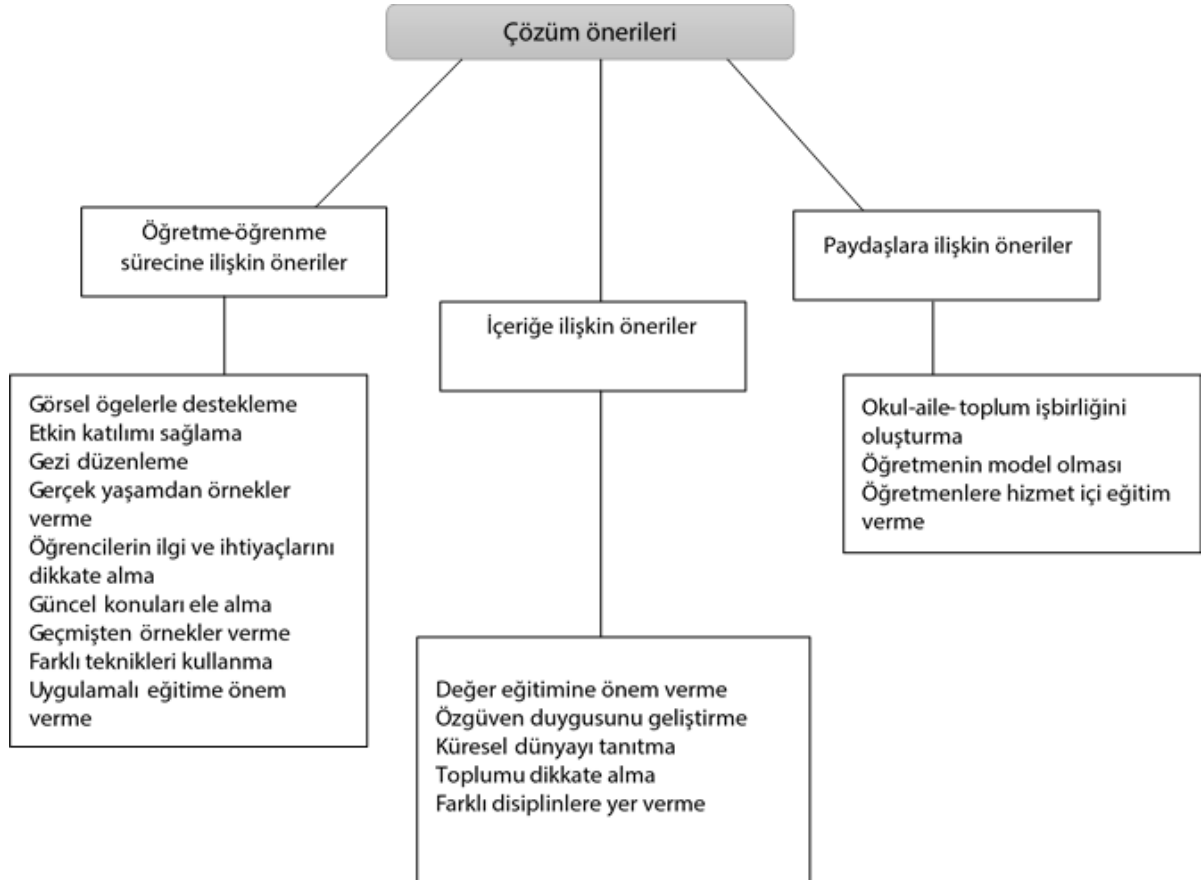 Çözüm önerileri
Öğretme-öğrenme
sürecine ilişkin öneriler
Görsel ögelerle destekleme
Etkin katılımı sağlama
Gezi düzenleme
Gerçek yaşamdan örnekler
verme
Öğrencilerin ilgi ve ihtiyaçlarını
dikkate alma
Güncel konuları ele alma
Geçmişten örnekler verme
Farklı teknikleri kullanma
Uygulamalı eğitime önem
verme
İçeriğe ilişkin öneriler
Değer eğitimine önem verme
Özgüven duygusunu geliştirme
Küresel dünyayı tanıtma
Toplumu dikkate alma
Farklı disiplinlere yer verme
Paydaşlara ilişkin öneriler
Okul-aile- toplum işbirliğini
oluşturma
Öğretmenin model olması
Öğretmenlere hizmet içi eğitim
verme